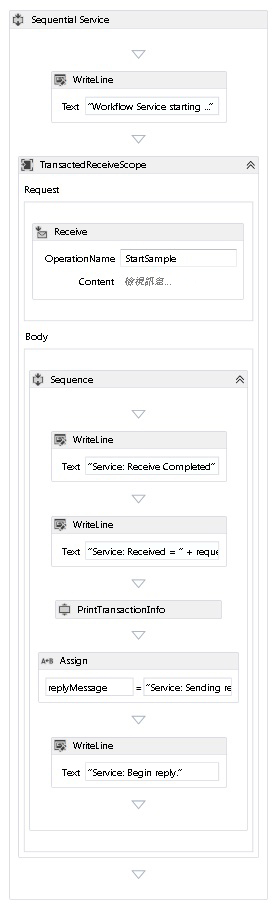 Sequential Service
WriteLine
Text "Workflow Service starting ..."
TransactedReceiveScope
Request
Receive
OperationName StartSample
Content 檢視訊息...
Body
Sequence
WriteLine
Text "Service: Receive Completed"
WriteLine
Text "Service: Received = " + reque
PrintTransactionInfo
A+B Assign
replyMessage = "Service: Sending re
WriteLine
Text "Service: Begin reply."